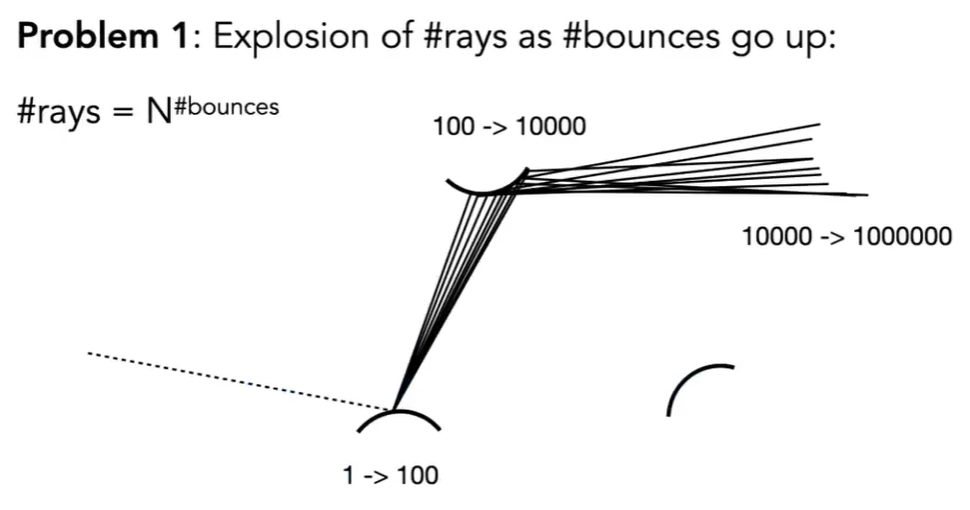 Problem 1: Explosion of #rays as #bounces go up:
#rays = N#bounces
100 -> 10000
10000 -> 1000000
1 -> 100